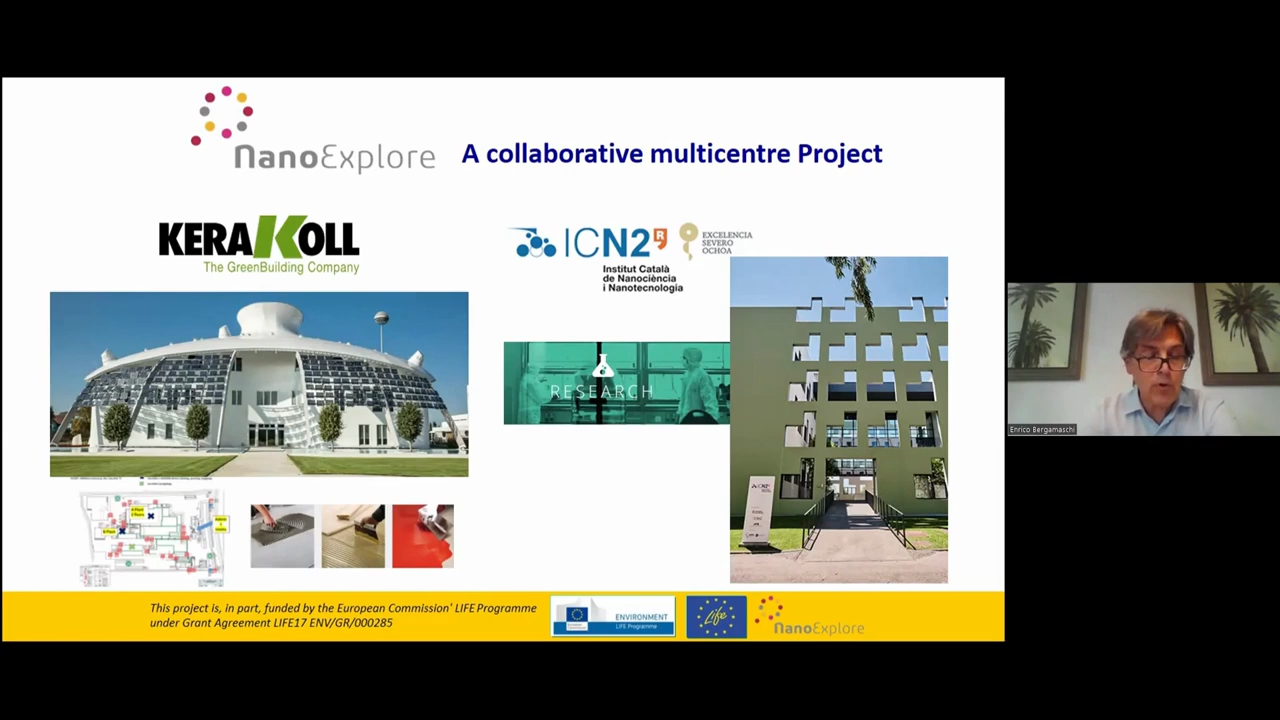 NanoExplore
A collaborative multicentre Project
KERAKOLL
The GreenBuilding Company
ICN2
Institut Català
de Nanociència
i Nanotecnologia
EXCELENCIA
SEVERO
OCHOA
RESEARCH
ICN2
This project is, in part, funded by the European Commission' LIFE Programme
under Grant Agreement LIFE17 ENV/GR/000285
ENVIRONMENT
LIFE Programme
Life
NanoExplore
Enrico Bergamaschi